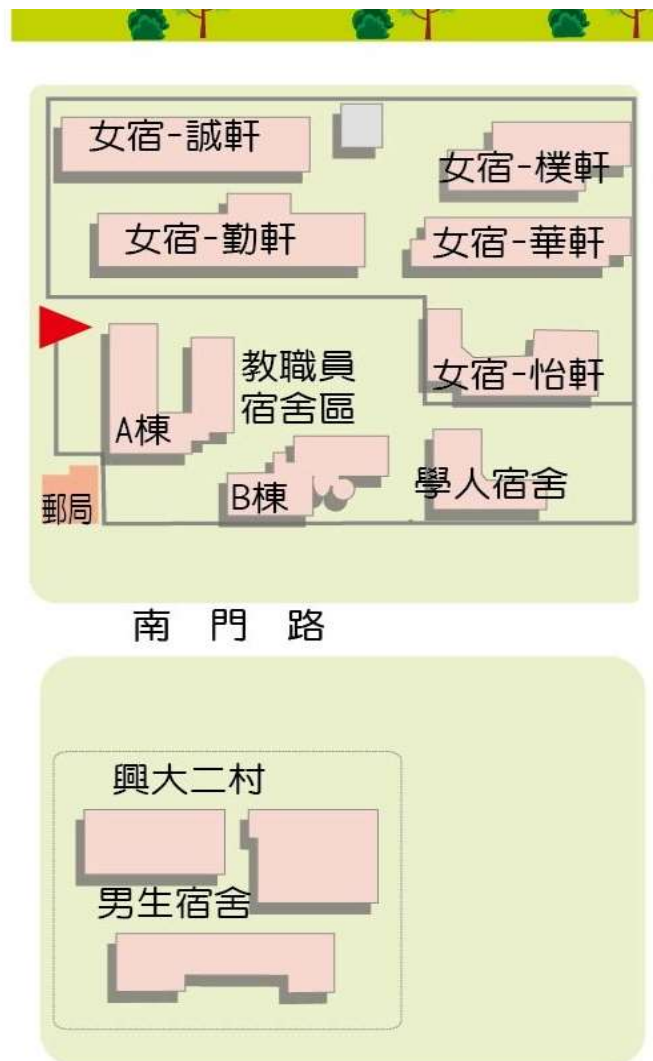 女宿-誠軒
女宿-樸軒
女宿-勤軒
女宿-華軒
教職員
宿舍區
女宿-怡軒
A棟
B棟
學人宿舍
郵局
南門路
興大二村
男生宿舍